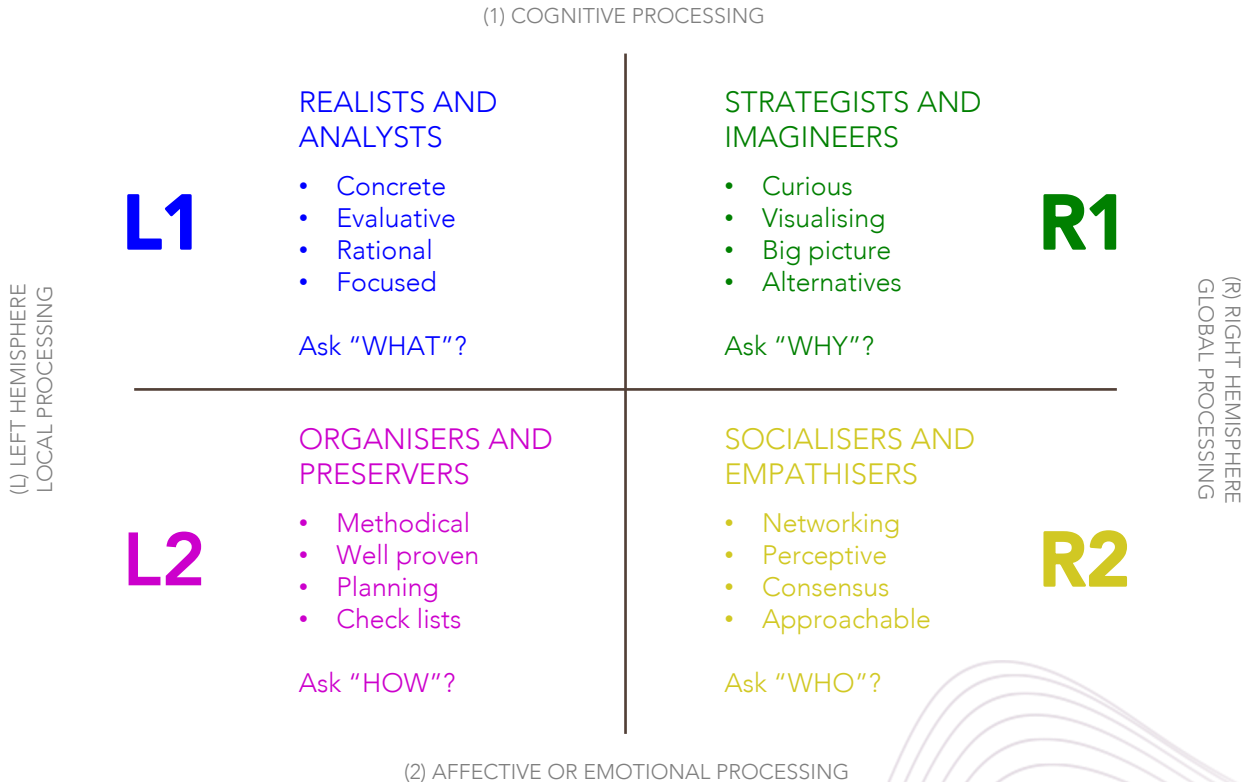 (1) COGNITIVE PROCESSING
REALISTS AND
ANALYSTS
L1
• Concrete
• Evaluative
• Rational
• Focused
Ask “WHAT”?
STRATEGISTS AND
IMAGINEERS
R1
• Curious
• Visualising
• Big picture
• Alternatives
Ask “WHY”?
(L) LEFT HEMISPHERE
LOCAL PROCESSING
(R) RIGHT HEMISPHERE
GLOBAL PROCESSING
ORGANISERS AND
PRESERVERS
L2
• Methodical
• Well proven
• Planning
• Check lists
Ask “HOW”?
SOCIALISERS AND
EMPATHISERS
R2
• Networking
• Perceptive
• Consensus
• Approachable
Ask “WHO”?
(2) AFFECTIVE OR EMOTIONAL PROCESSING